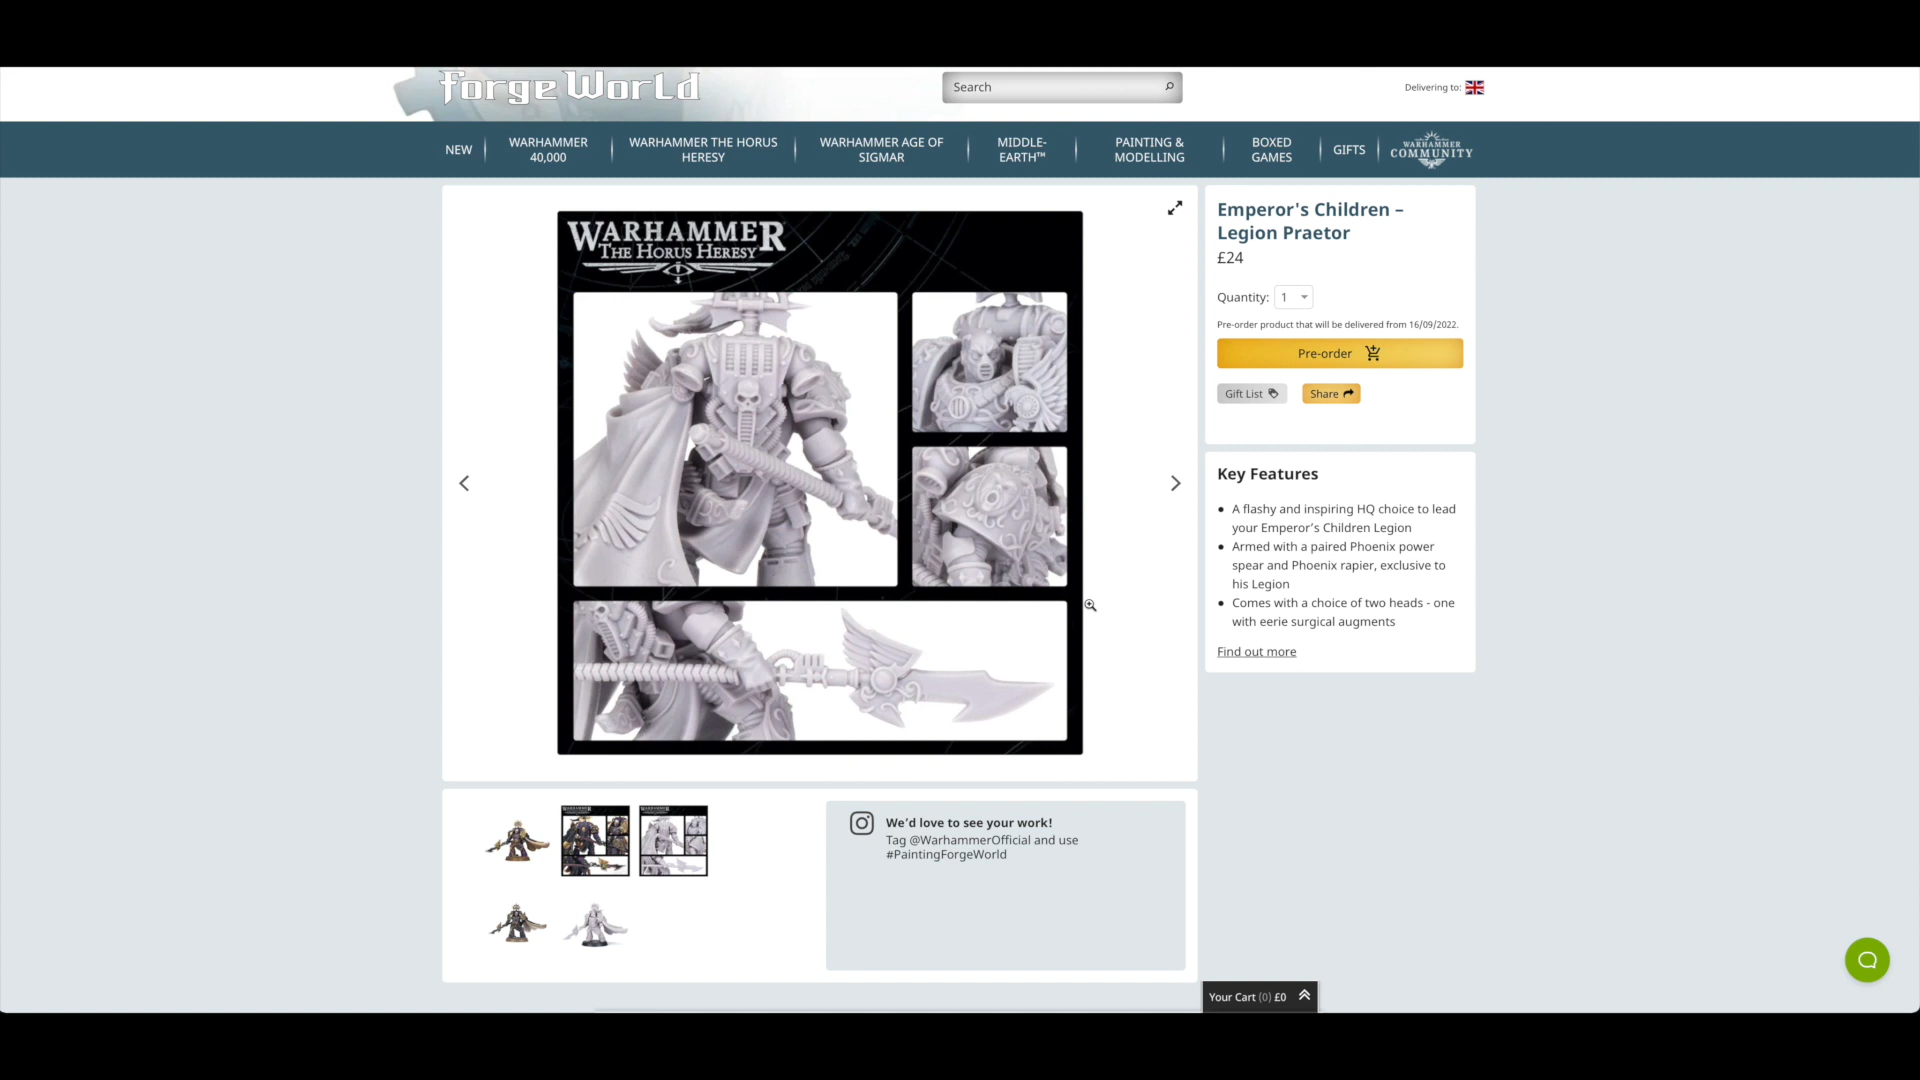 Forge World
Search
Delivering to:
NEW
WARHAMMER
40,000
WARHAMMER THE HORUS
HERESY
WARHAMMER AGE OF
SIGMAR
MIDDLE-
EARTH™
PAINTING &
MODELLING
BOXED
GAMES
GIFTS
WARHAMMER
COMMUNITY
WARHAMMER
THE HORUS HERESY
Emperor's Children –
Legion Praetor
£24
Quantity: 1
Pre-order product that will be delivered from 16/09/2022.
Pre-order
Gift List
Share
Key Features
● A flashy and inspiring HQ choice to lead
your Emperor’s Children Legion
● Armed with a paired Phoenix power
spear and Phoenix rapier, exclusive to
his Legion
● Comes with a choice of two heads - one
with eerie surgical augments
Find out more
We’d love to see your work!
Tag @WarhammerOfficial and use
#PaintingForgeWorld
Your Cart (0) £0